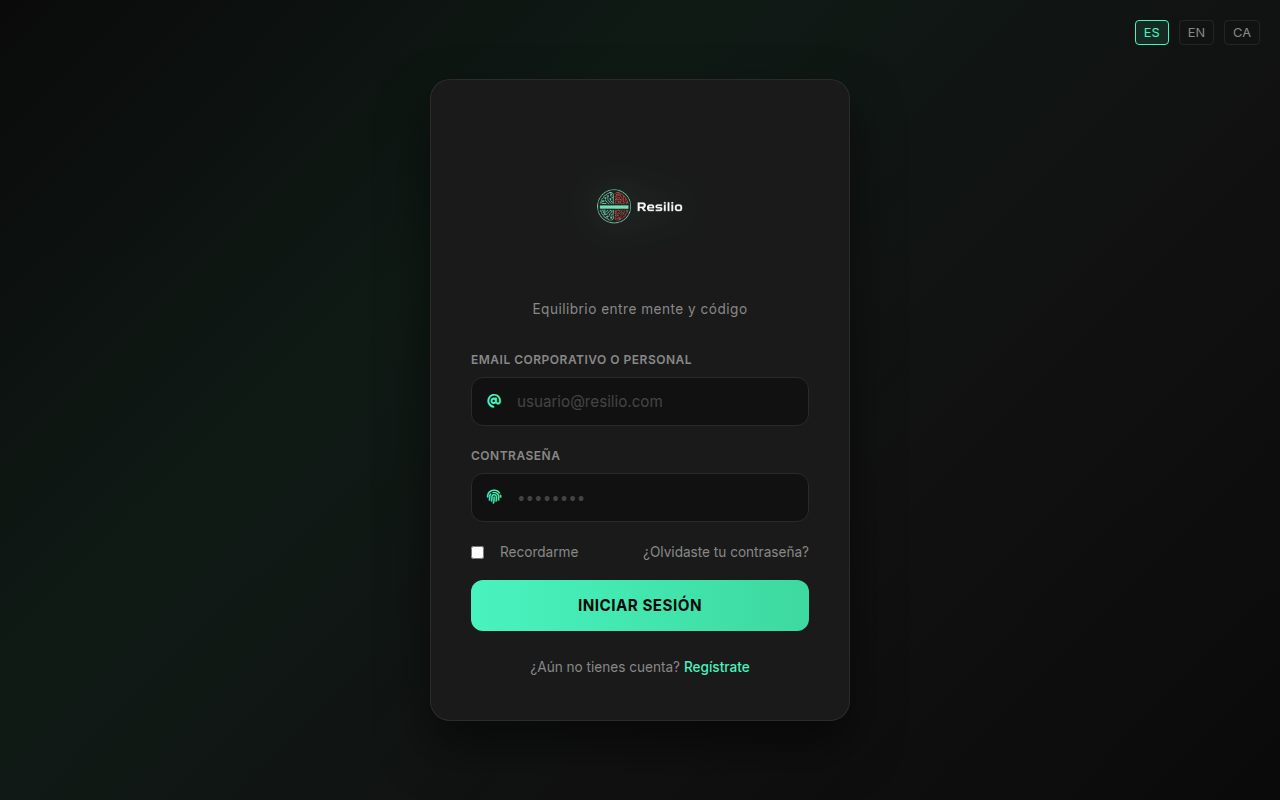 ES EN CA
Resilio
Equilibrio entre mente y código
EMAIL CORPORATIVO O PERSONAL
usuario@resilio.com
CONTRASEÑA
••••••••
Recordarme ¿Olvidaste tu contraseña?
INICIAR SESIÓN
¿Aún no tienes cuenta? Regístrate